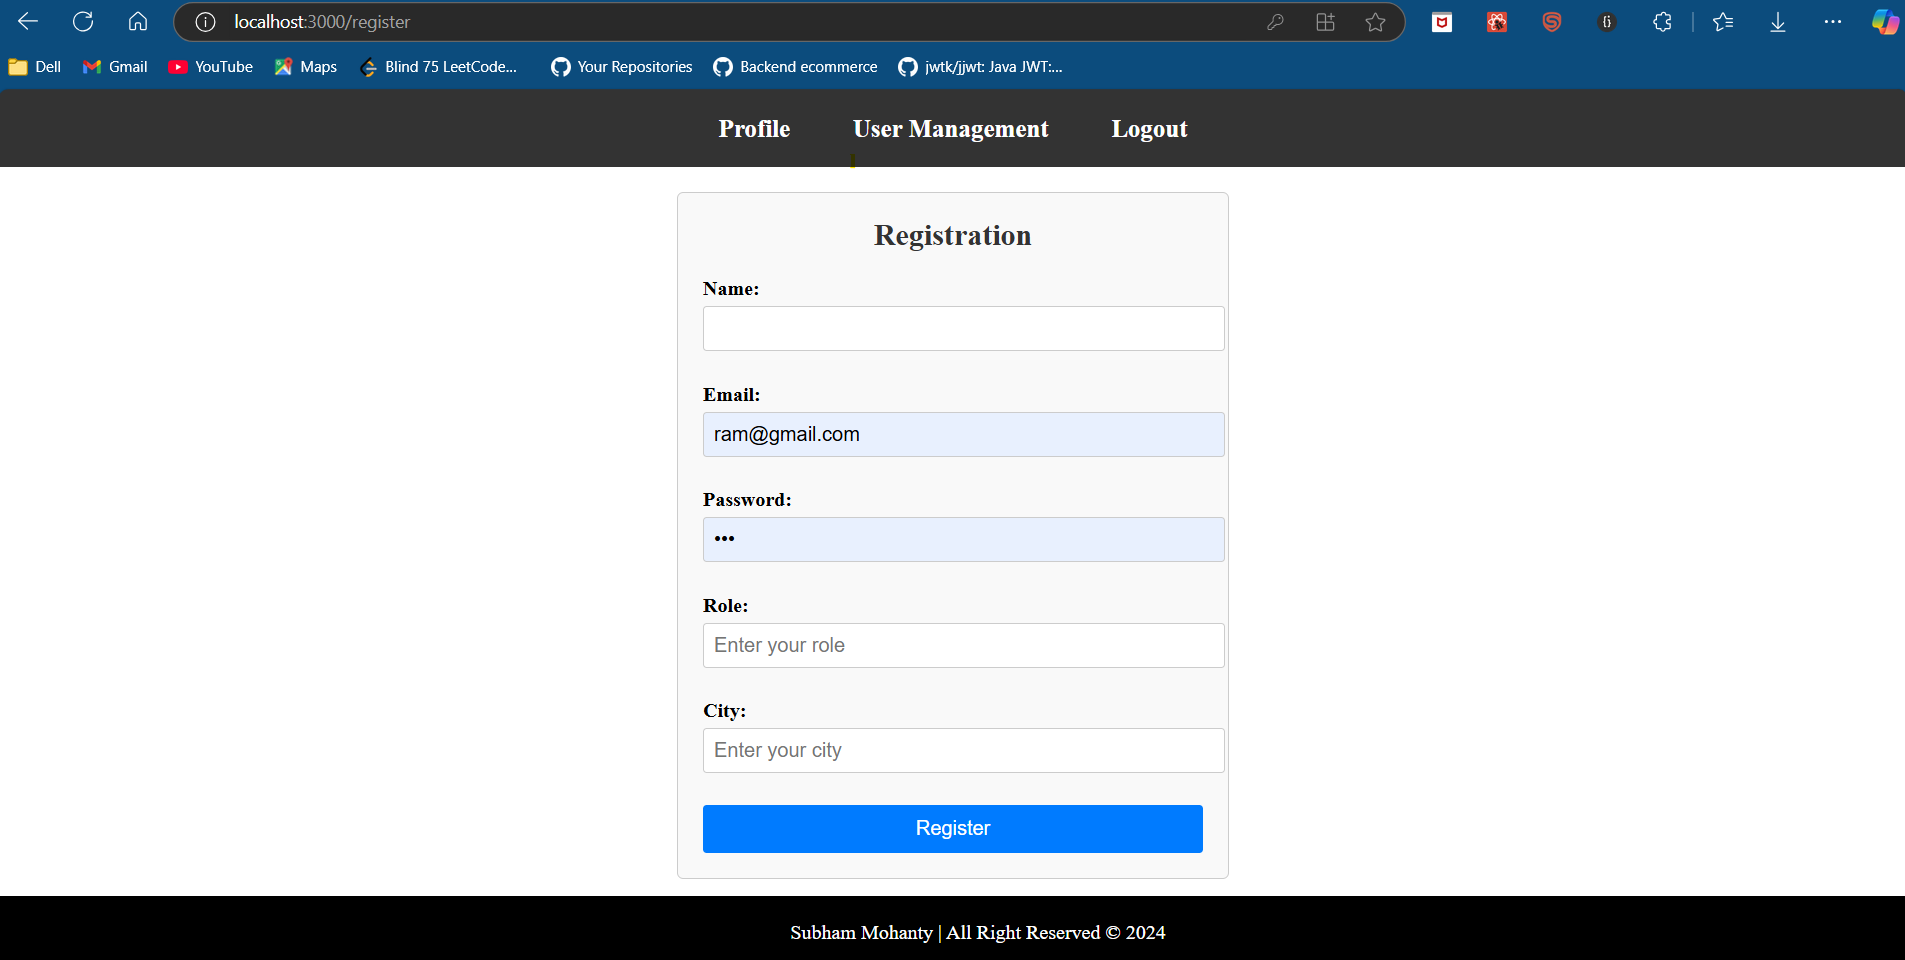 localhost:3000/register
Dell Gmail YouTube Maps Blind 75 LeetCode... Your Repositories Backend ecommerce jwtk/jjwt: Java JWT:...
Profile User Management Logout
Registration
Name:
Email:
ram@gmail.com
Password:
•••
Role:
Enter your role
City:
Enter your city
Register
Subham Mohanty | All Right Reserved © 2024